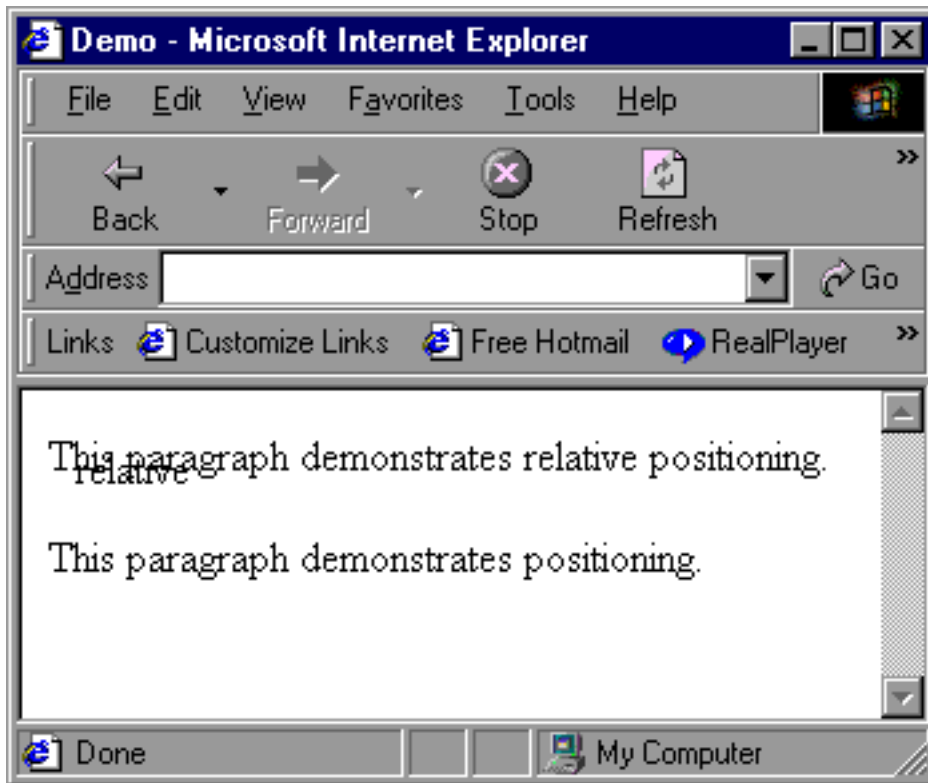 Demo - Microsoft Internet Explorer
File Edit View Favorites Tools Help
»
Back Forward Stop Refresh
Address Go
Links Customize Links Free Hotmail RealPlayer »
This paragraph demonstrates relative positioning.
relative
This paragraph demonstrates positioning.
Done My Computer